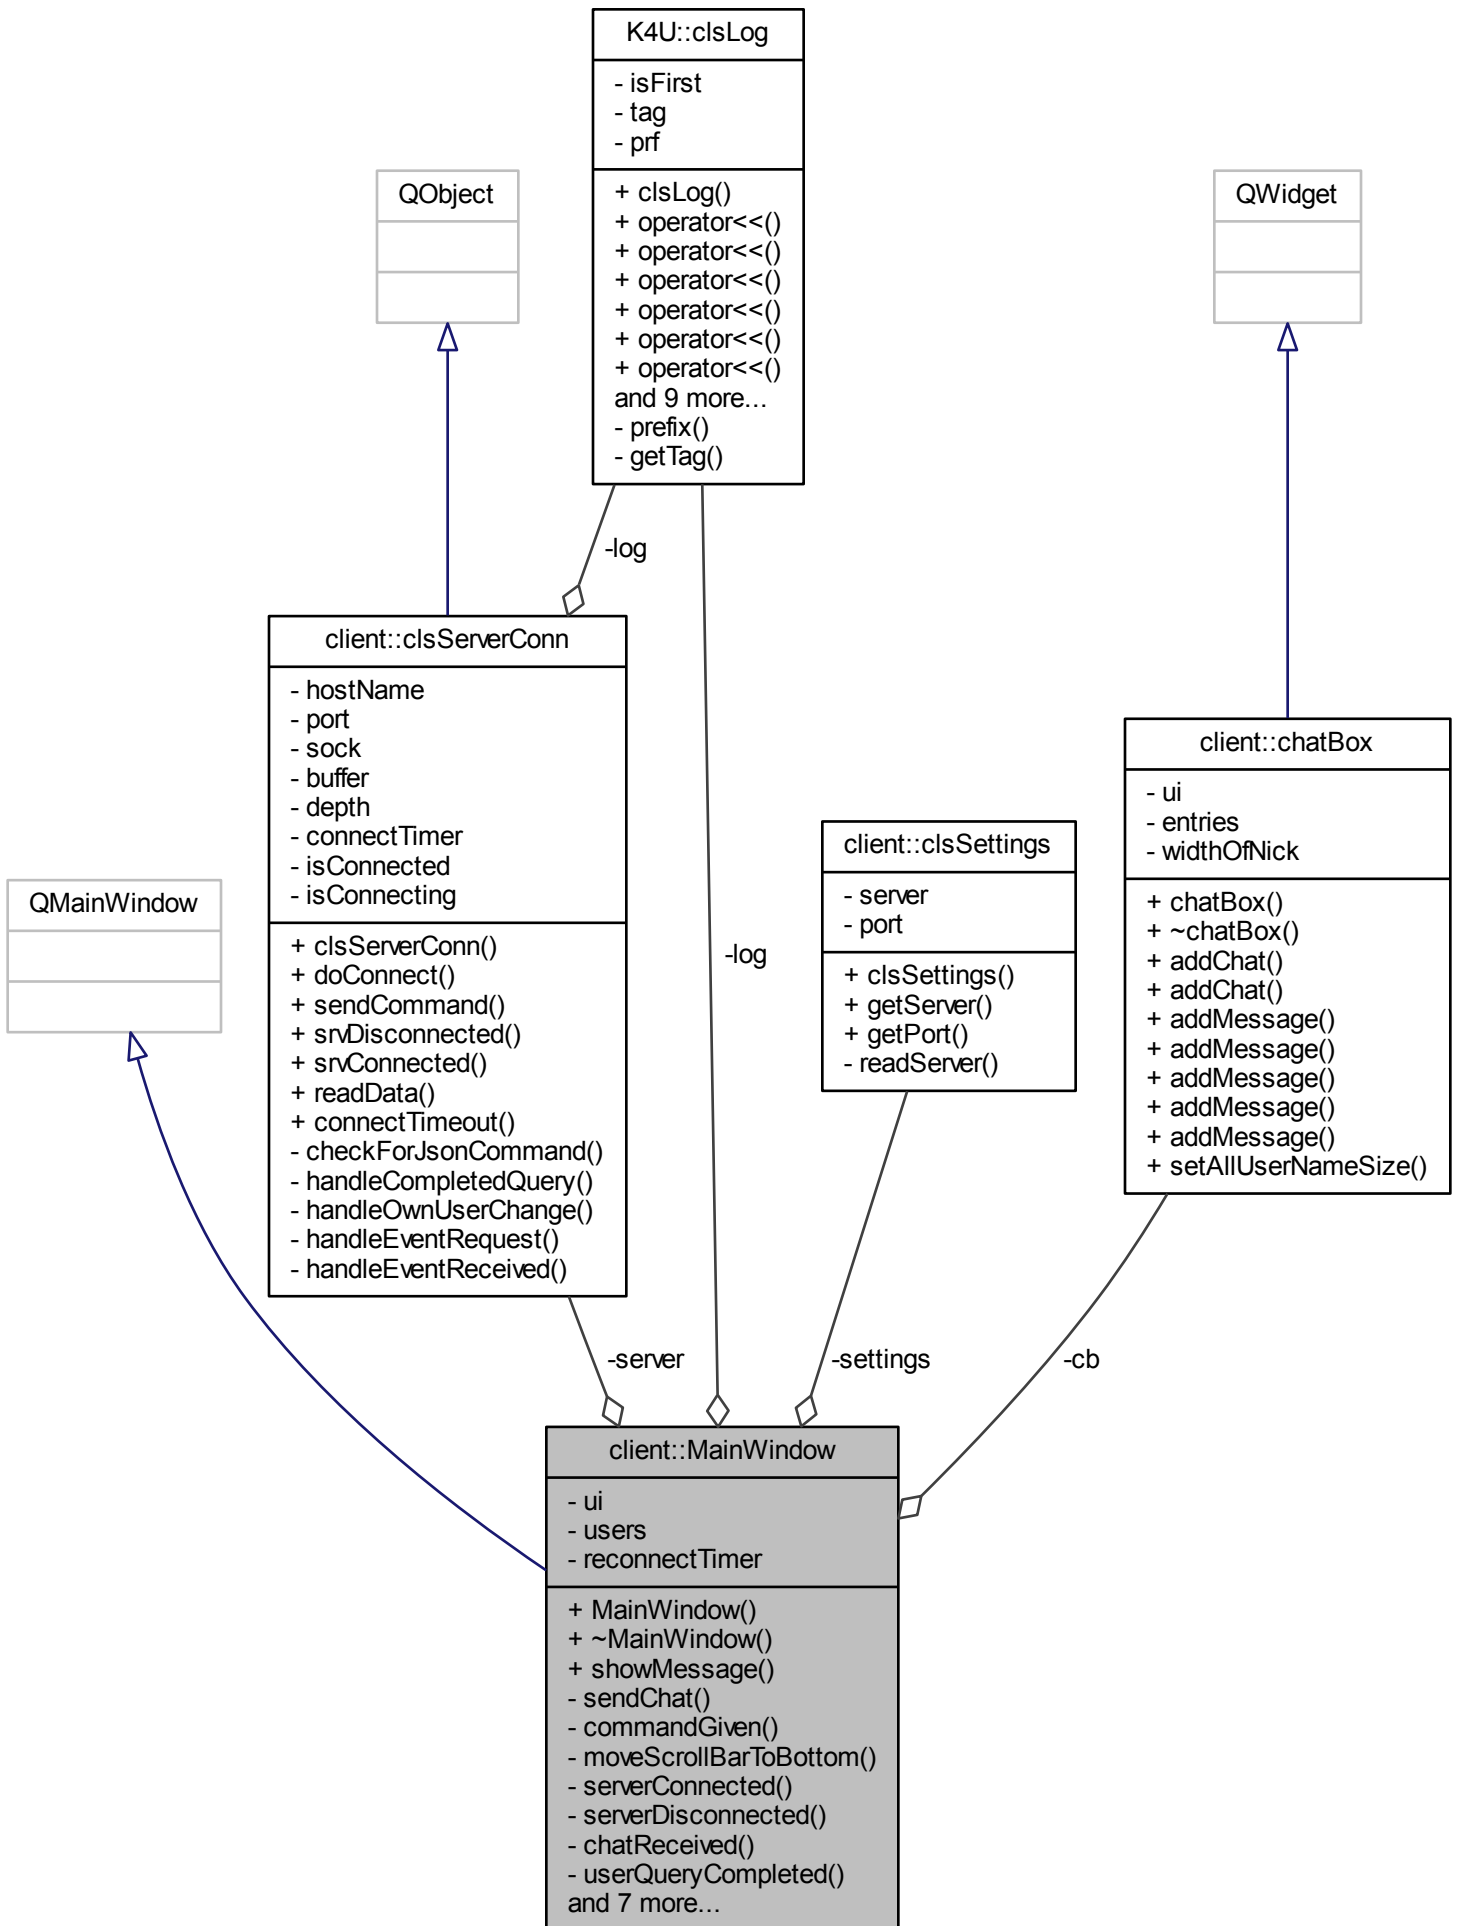 K4U::clsLog
- isFirst
- tag
- prf
+ clsLog()
+ operator<<()
+ operator<<()
+ operator<<()
+ operator<<()
+ operator<<()
+ operator<<()
and 9 more...
- prefix()
- getTag()
QObject
QWidget
-log
client::clsServerConn
- hostName
- port
- sock
- buffer
- depth
- connectTimer
- isConnected
- isConnecting
+ clsServerConn()
+ doConnect()
+ sendCommand()
+ srvDisconnected()
+ srvConnected()
+ readData()
+ connectTimeout()
- checkForJsonCommand()
- handleCompletedQuery()
- handleOwnUserChange()
- handleEventRequest()
- handleEventReceived()
client::chatBox
- ui
- entries
- widthOfNick
+ chatBox()
+ ~chatBox()
+ addChat()
+ addChat()
+ addMessage()
+ addMessage()
+ addMessage()
+ addMessage()
+ addMessage()
+ setAllUserNameSize()
client::clsSettings
- server
- port
+ clsSettings()
+ getServer()
+ getPort()
- readServer()
QMainWindow
-log
-server
-settings
-cb
client::MainWindow
- ui
- users
- reconnectTimer
+ MainWindow()
+ ~MainWindow()
+ showMessage()
- sendChat()
- commandGiven()
- moveScrollBarToBottom()
- serverConnected()
- serverDisconnected()
- chatReceived()
- userQueryCompleted()
and 7 more...